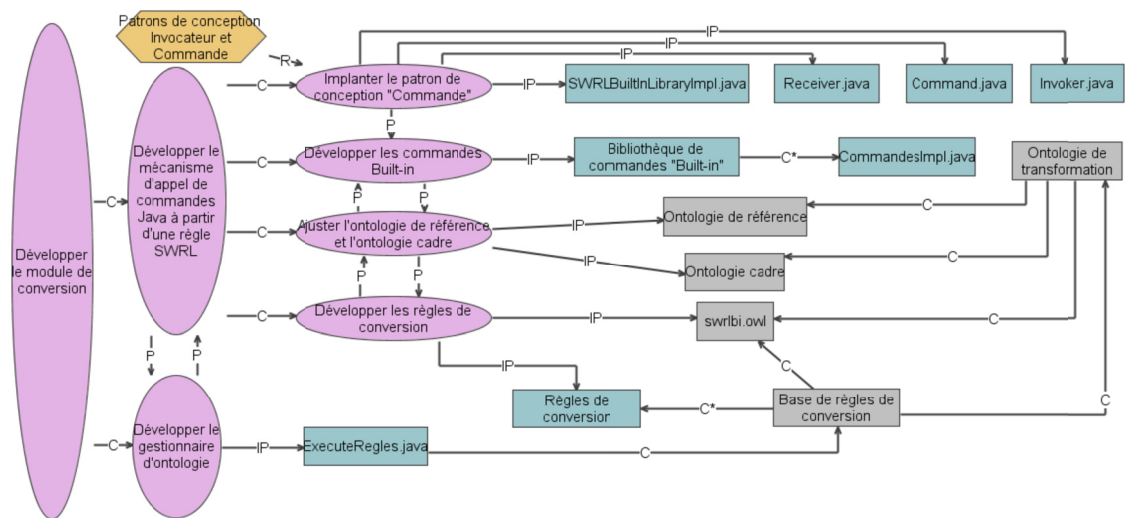 Patrons de conception
Invocateur et
Commande
R
IP
IP
IP
C
Implanter le patron de
conception "Commande"
IP
SWRLBuiltInLibraryImpl.java
Receiver.java
Command.java
Invoker.java
P
Développer le
mécanisme
d'appel de
commandes
Java à partir
d'une règle
SWRL
C
Développer les commandes
Built-in
IP
Bibliothèque de
commandes "Built-in"
C*
CommandesImpl.java
Ontologie de
transformation
P
P
C
C
Ajuster l'ontologie de référence
et l'ontologie cadre
IP
Ontologie de référence
C
Développer
le module de
conversion
IP
Ontologie cadre
C
P
P
C
Développer les règles de
conversion
IP
swrlbi.owl
C
P
P
IP
C
Règles de
conversior
C*
Base de règles de
conversion
C
C
Développer le
gestionnaire
d'ontologie
IP
ExecuteRegles.java
C